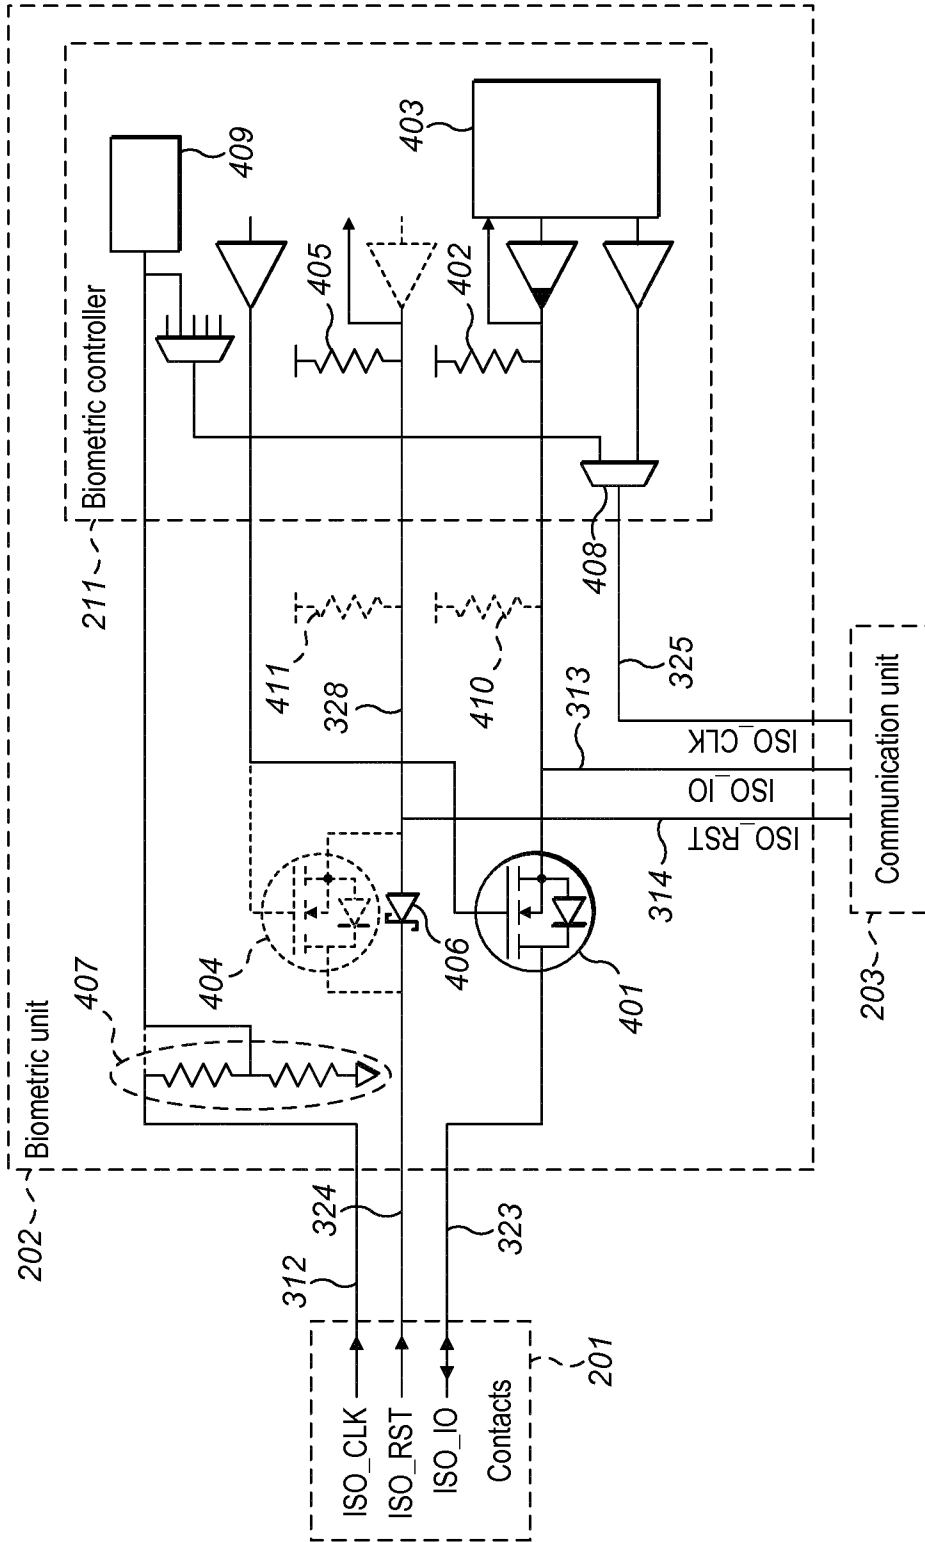 202
Biometric unit
211
Biometric controller
409
407
404
405
411
328
402
403
410
406
401
408
325
313
314
ISO_CLK
ISO_IO
ISO_RST
203
Communication unit
312
324
323
ISO_CLK
ISO_RST
ISO_IO
Contacts
201